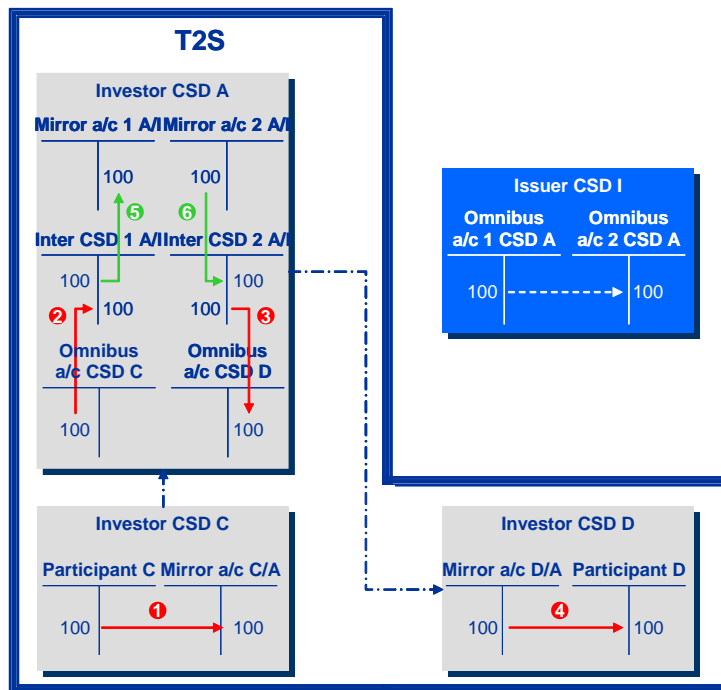 T2S
Investor CSD A
Mirror a/c 1 A/I Mirror a/c 2 A/I
100 100
5 6
Inter CSD 1 A/I Inter CSD 2 A/I
100 100
100 100
2 3
Omnibus
a/c CSD C
Omnibus
a/c CSD D
100 100
Issuer CSD I
Omnibus
a/c 1 CSD A
Omnibus
a/c 2 CSD A
100 100
Investor CSD C
Participant C Mirror a/c C/A
1
100 100
Investor CSD D
Mirror a/c D/A Participant D
4
100 100